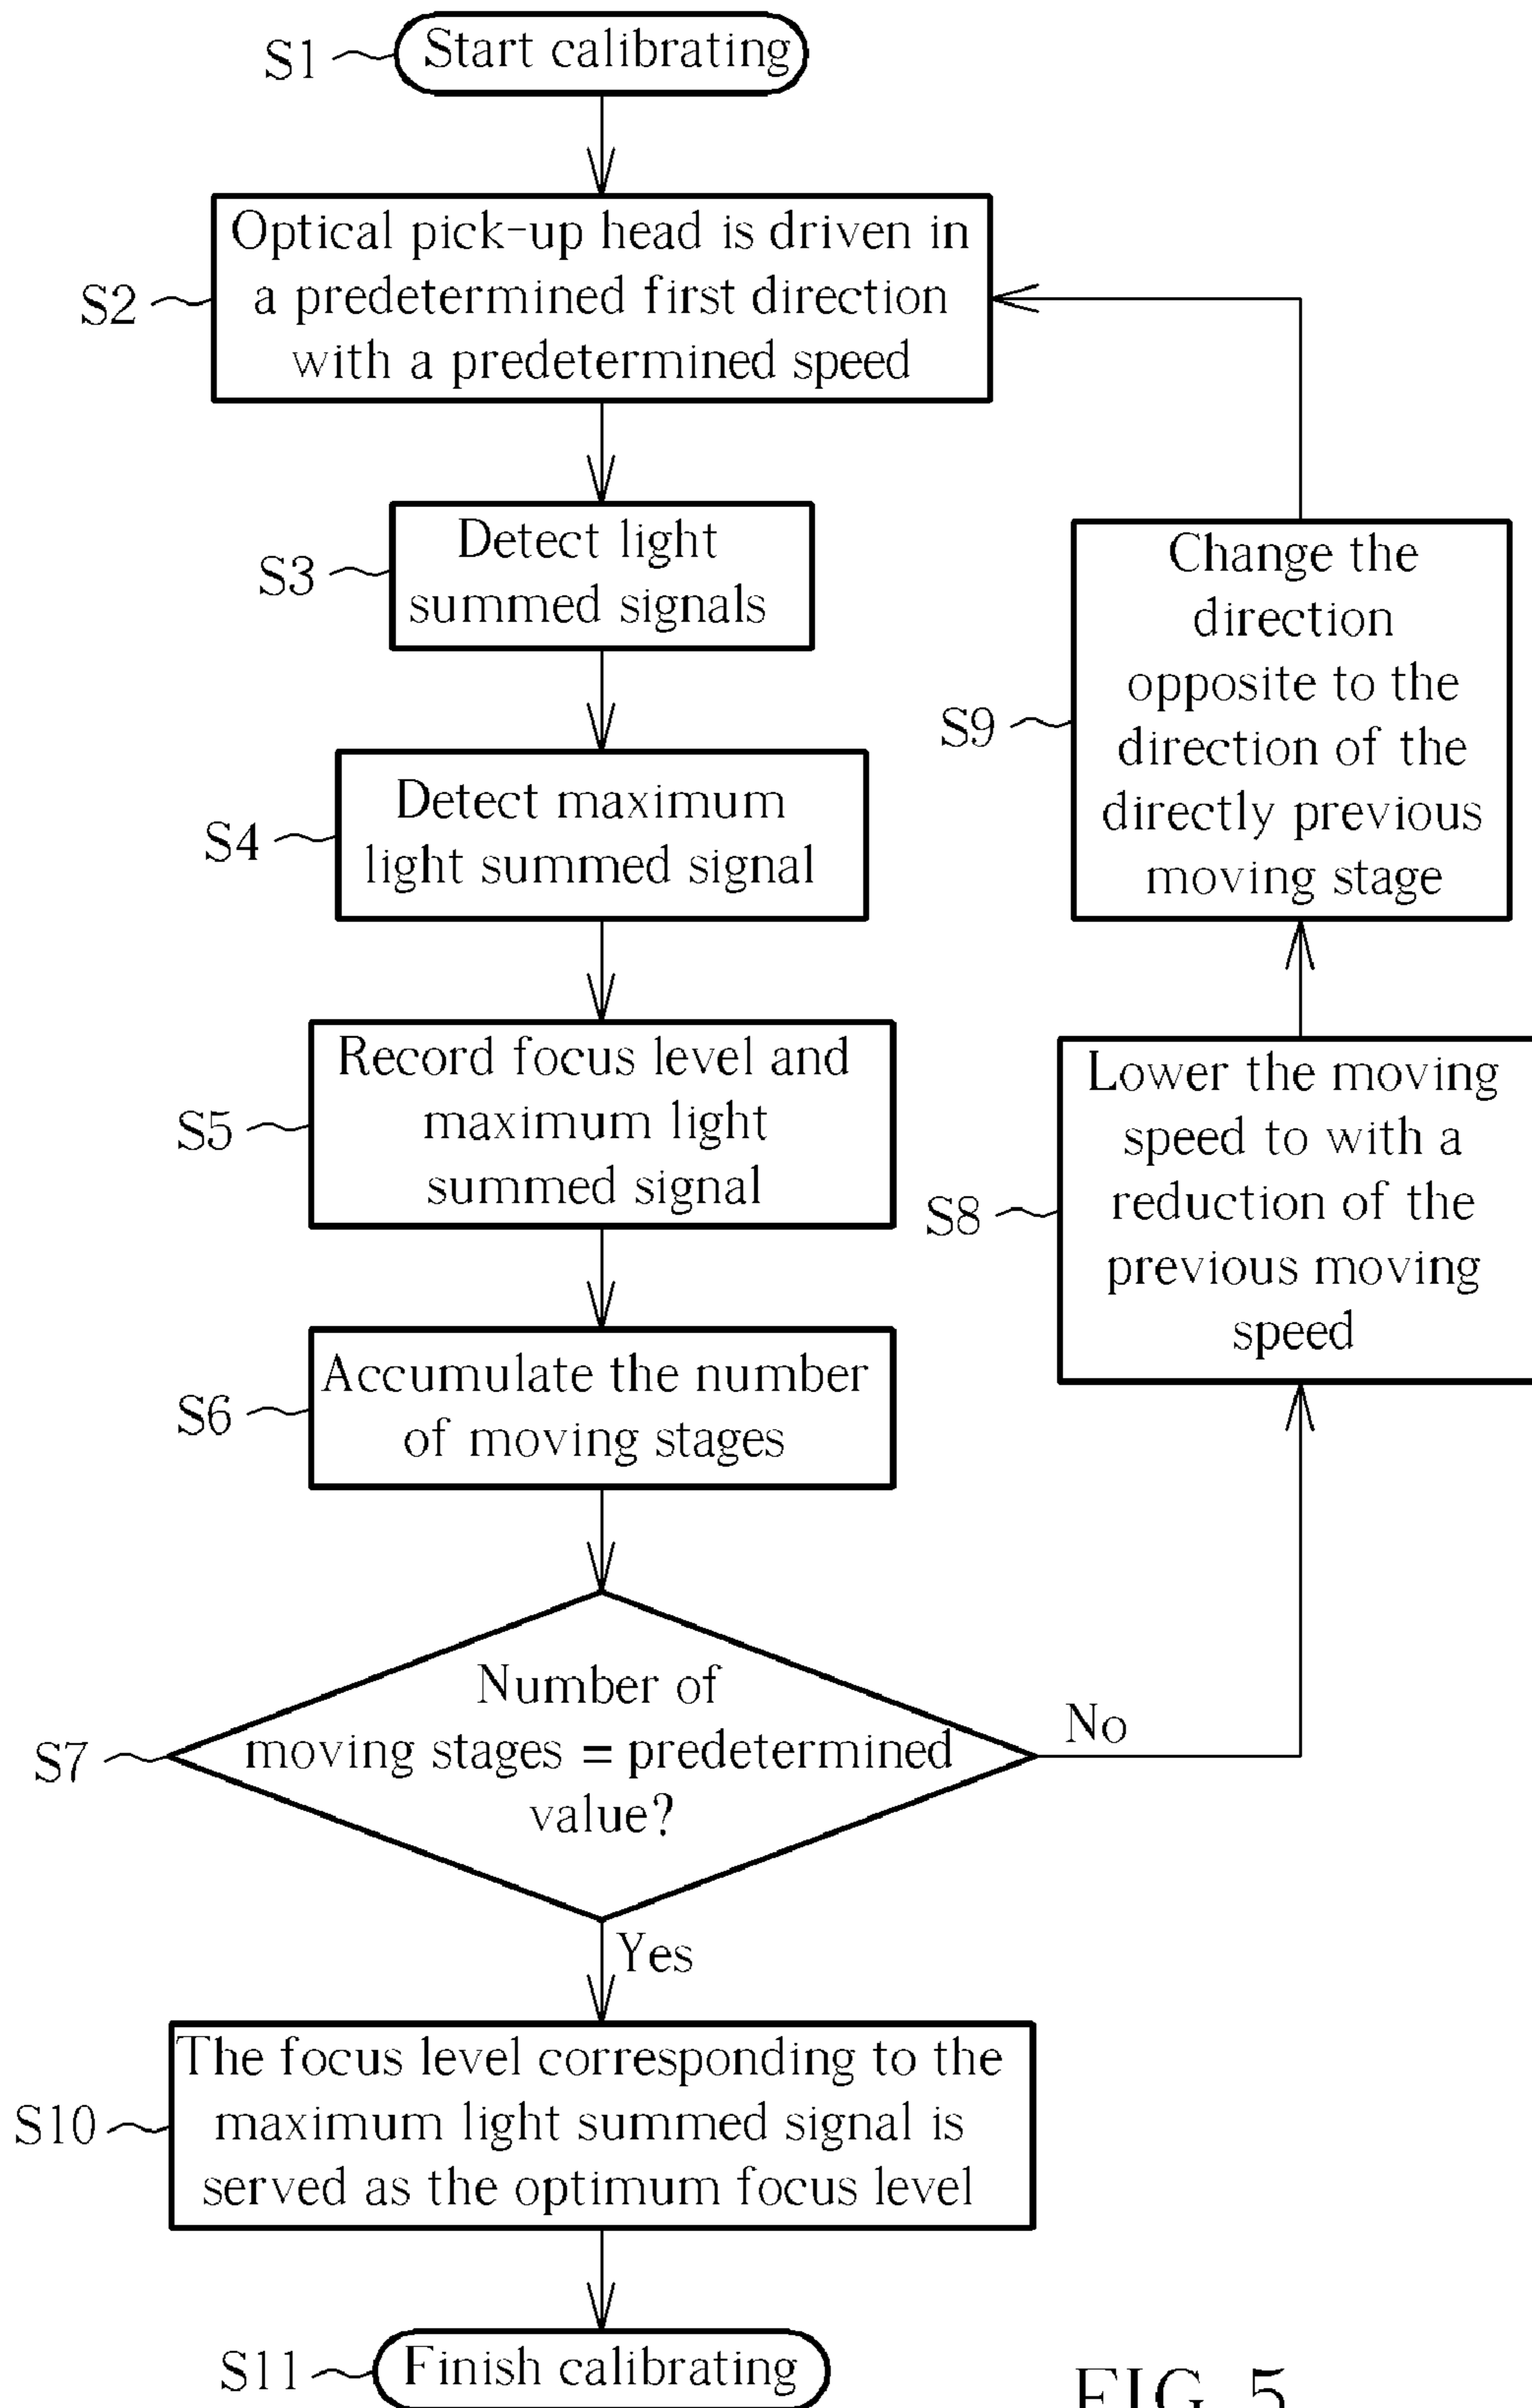 S1
Start calibrating
S2
Optical pick-up head is driven in
a predetermined first direction
with a predetermined speed
S3
Detect light
summed signals
S4
Detect maximum
light summed signal
S5
Record focus level and
maximum light
summed signal
S6
Accumulate the number
of moving stages
S7
Number of
moving stages = predetermined
value?
No
S8
Lower the moving
speed to with a
reduction of the
previous moving
speed
S9
Change the
direction
opposite to the
direction of the
directly previous
moving stage
Yes
S10
The focus level corresponding to the
maximum light summed signal is
served as the optimum focus level
S11
Finish calibrating
FIG. 5